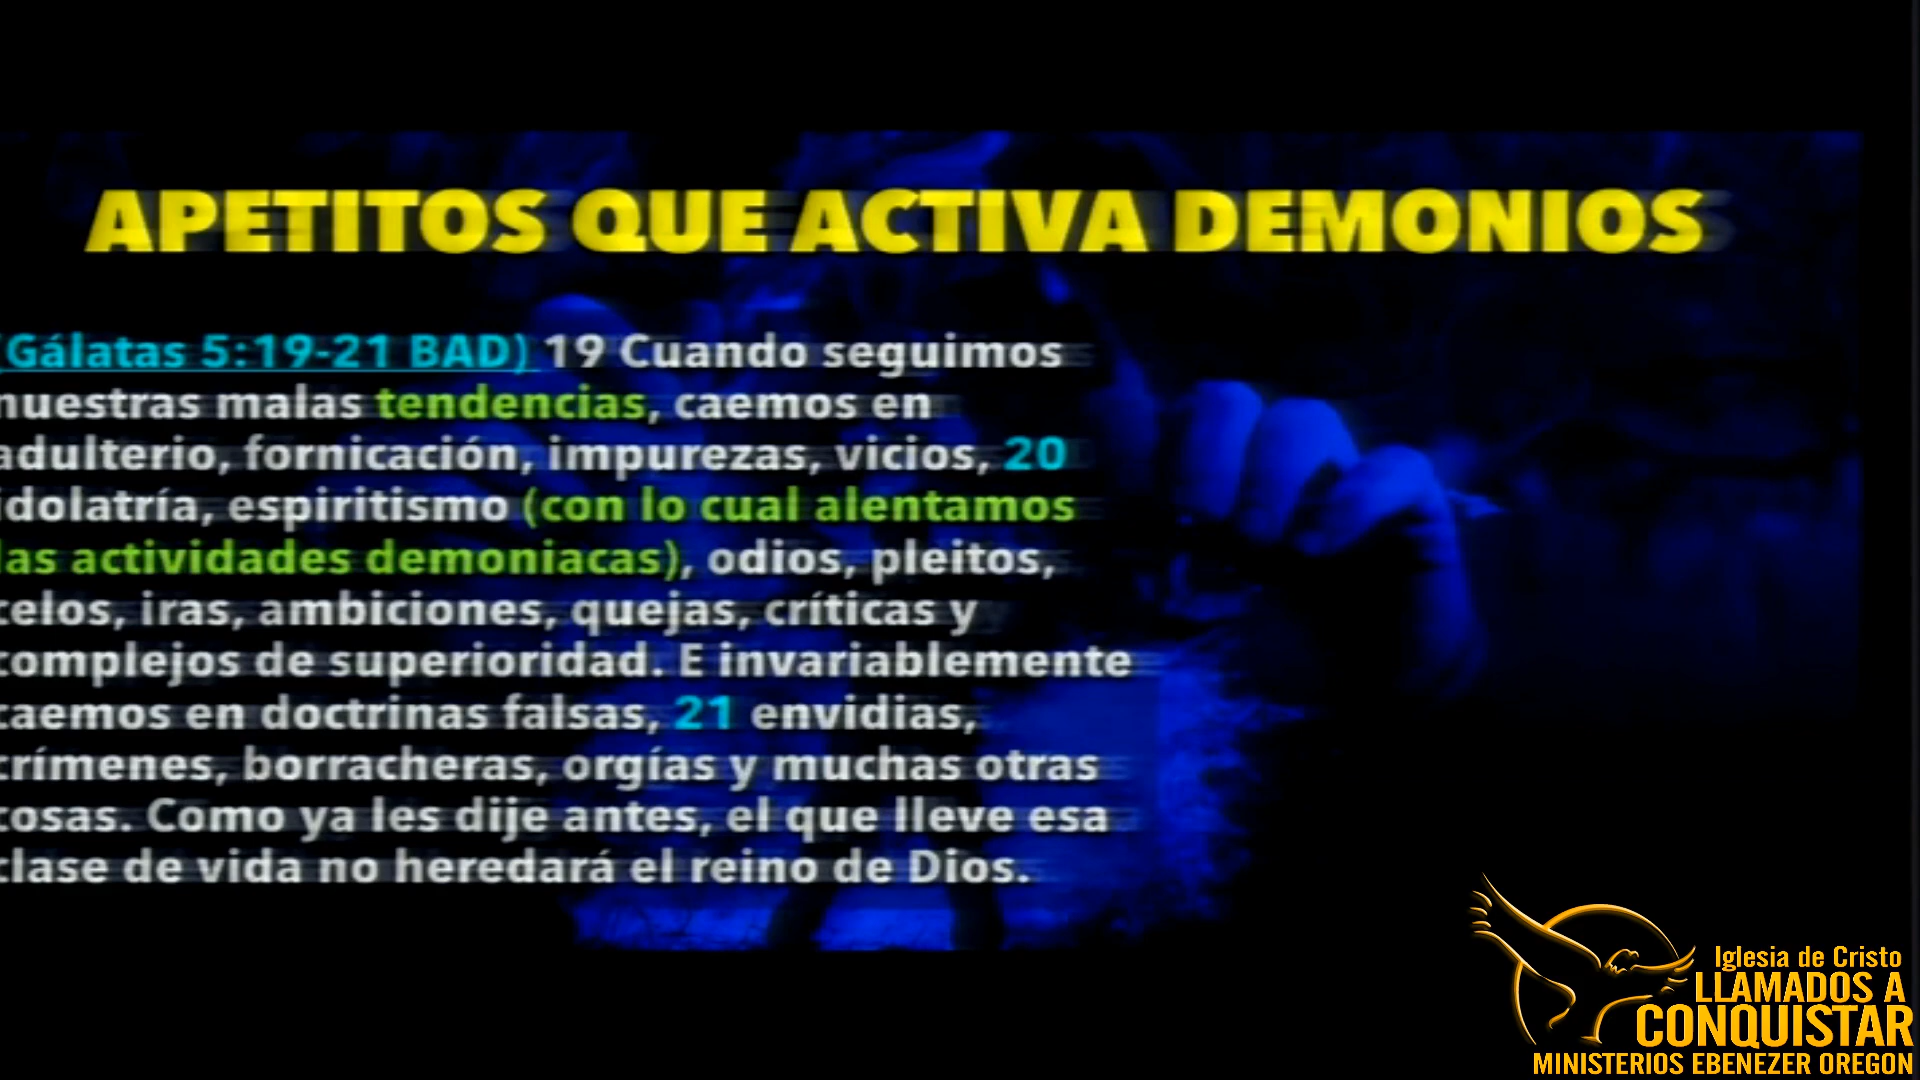 APETITOS QUE ACTIVA DEMONIOS
(Gálatas 5:19-21 BAD) 19 Cuando seguimos
nuestras malas tendencias, caemos en
adulterio, fornicación, impurezas, vicios, 20
idolatría, espiritismo (con lo cual alentamos
las actividades demoniacas), odios, pleitos,
celos, iras, ambiciones, quejas, críticas y
complejos de superioridad. E invariablemente
caemos en doctrinas falsas, 21 envidias,
crímenes, borracheras, orgías y muchas otras
cosas. Como ya les dije antes, el que lleve esa
clase de vida no heredará el reino de Dios.
Iglesia de Cristo
LLAMADOS A
CONQUISTAR
MINISTERIOS EBENEZER OREGON